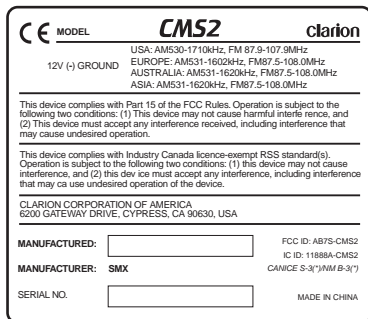 CE MODEL CMS2 clarion
12V (-) GROUND
USA: AM530-1710kHz, FM 87.9-107.9MHz
EUROPE: AM531-1602kHz, FM87.5-108.0MHz
AUSTRALIA: AM531-1620kHz, FM87.5-108.0MHz
ASIA: AM531-1620kHz, FM87.5-108.0MHz
This device complies with Part 15 of the FCC Rules. Operation is subject to the
following two conditions: (1) This device may not cause harmful interfe rence, and
(2) This device must accept any interference received, including interference that
may cause undesired operation.
This device complies with Industry Canada licence-exempt RSS standard(s).
Operation is subject to the following two conditions: (1) this device may not cause
interference, and (2) this dev ice must accept any interference, including interference
that may ca use undesired operation of the device.
CLARION CORPORATION OF AMERICA
6200 GATEWAY DRIVE, CYPRESS, CA 90630, USA
MANUFACTURED:
FCC ID: AB7S-CMS2
IC ID: 11888A-CMS2
MANUFACTURER: SMX
CANICE S-3(*)/NM B-3(*)
SERIAL NO.
MADE IN CHINA